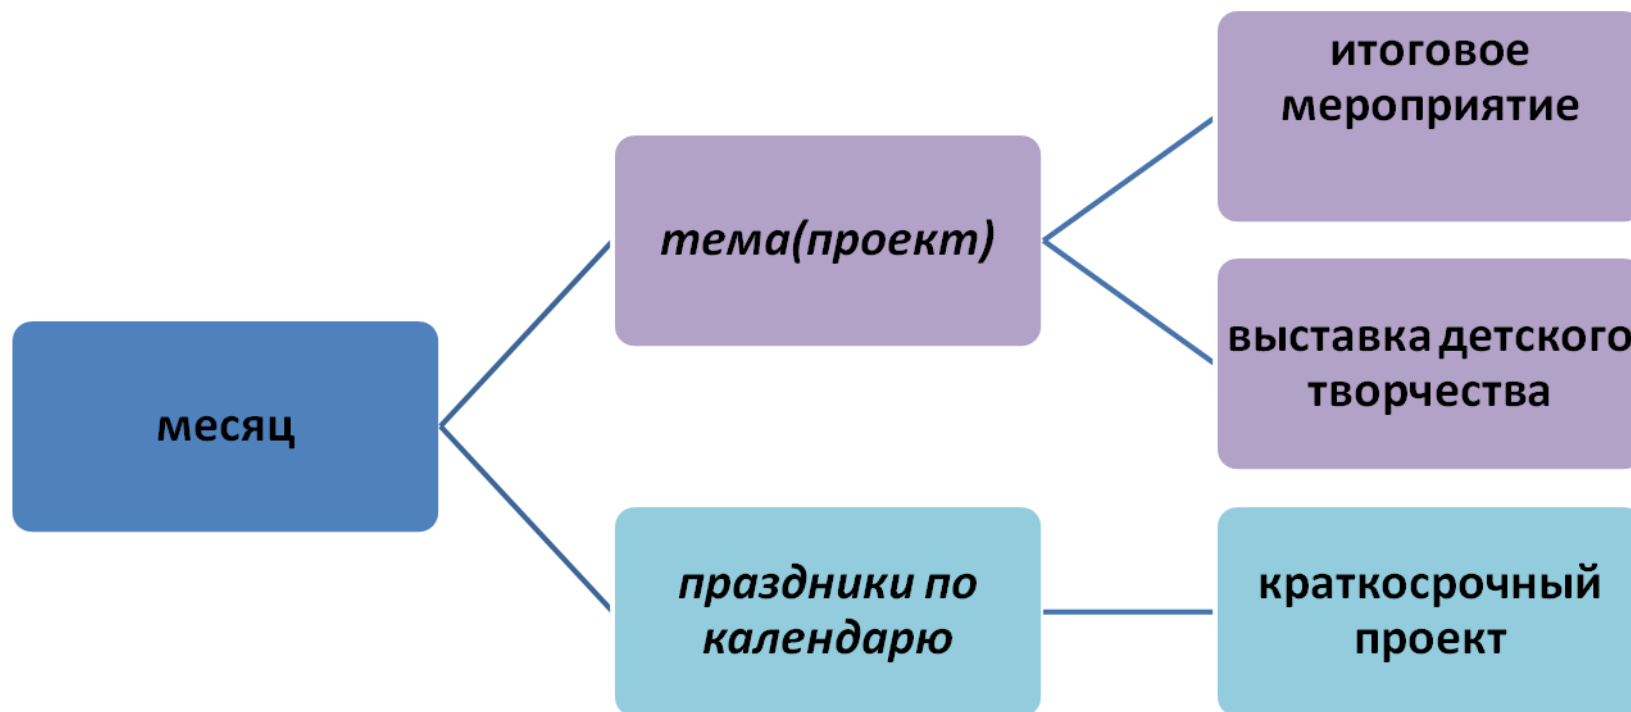 итоговое
мероприятие
тема(проект)
выставка детского
творчества
месяц
праздники по
календарю
краткосрочный
проект